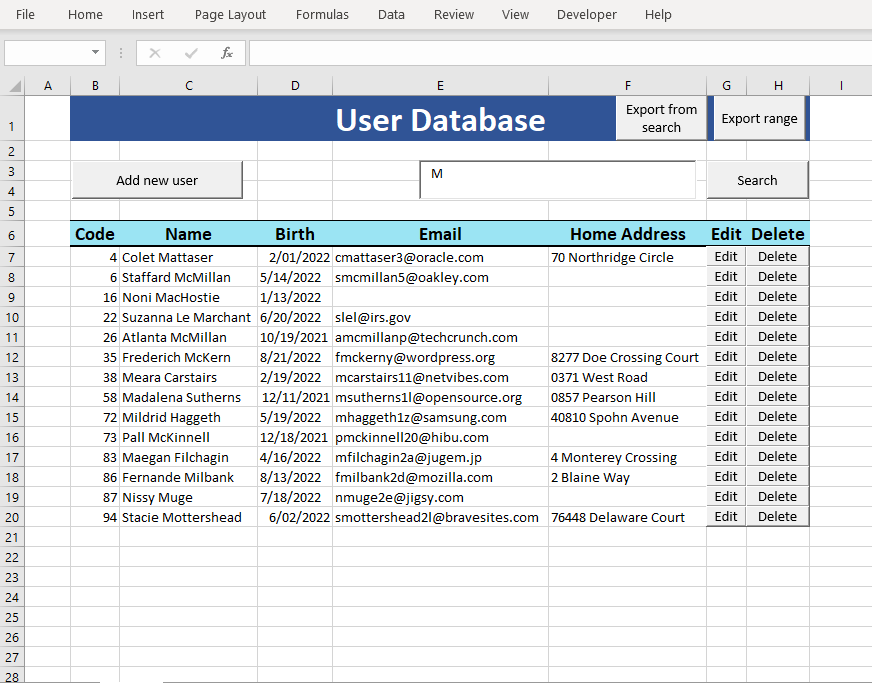 File Home Insert Page Layout Formulas Data Review View Developer Help
fx
A B C D E F G H I
1 User Database Export from search Export range
2
3 Add new user M Search
4
5
6 Code Name Birth Email Home Address Edit Delete
7 4 Colet Mattaser 2/01/2022 cmattaser3@oracle.com 70 Northridge Circle Edit Delete
8 6 Staffard McMillan 5/14/2022 smcmillan5@oakley.com Edit Delete
9 16 Noni MacHostie 1/13/2022 Edit Delete
10 22 Suzanna Le Marchant 6/20/2022 slel@irs.gov Edit Delete
11 26 Atlanta McMillan 10/19/2021 amcmillanp@techcrunch.com Edit Delete
12 35 Frederich McKern 8/21/2022 fmckerny@wordpress.org 8277 Doe Crossing Court Edit Delete
13 38 Meara Carstairs 2/19/2022 mcarstairs11@netvibes.com 0371 West Road Edit Delete
14 58 Madalena Sutherns 12/11/2021 msutherns1l@opensource.org 0857 Pearson Hill Edit Delete
15 72 Mildrid Haggeth 5/19/2022 mhaggeth1z@samsung.com 40810 Spohn Avenue Edit Delete
16 73 Pall McKinnell 12/18/2021 pmckinnell20@hibu.com Edit Delete
17 83 Maegan Filchagin 4/16/2022 mfilchagin2a@jugem.jp 4 Monterey Crossing Edit Delete
18 86 Fernande Milbank 8/13/2022 fmilbank2d@mozilla.com 2 Blaine Way Edit Delete
19 87 Nissy Muge 7/18/2022 nmuge2e@jigsy.com Edit Delete
20 94 Stacie Mottershead 6/02/2022 smottershead2l@bravesites.com 76448 Delaware Court Edit Delete
21
22
23
24
25
26
27
28